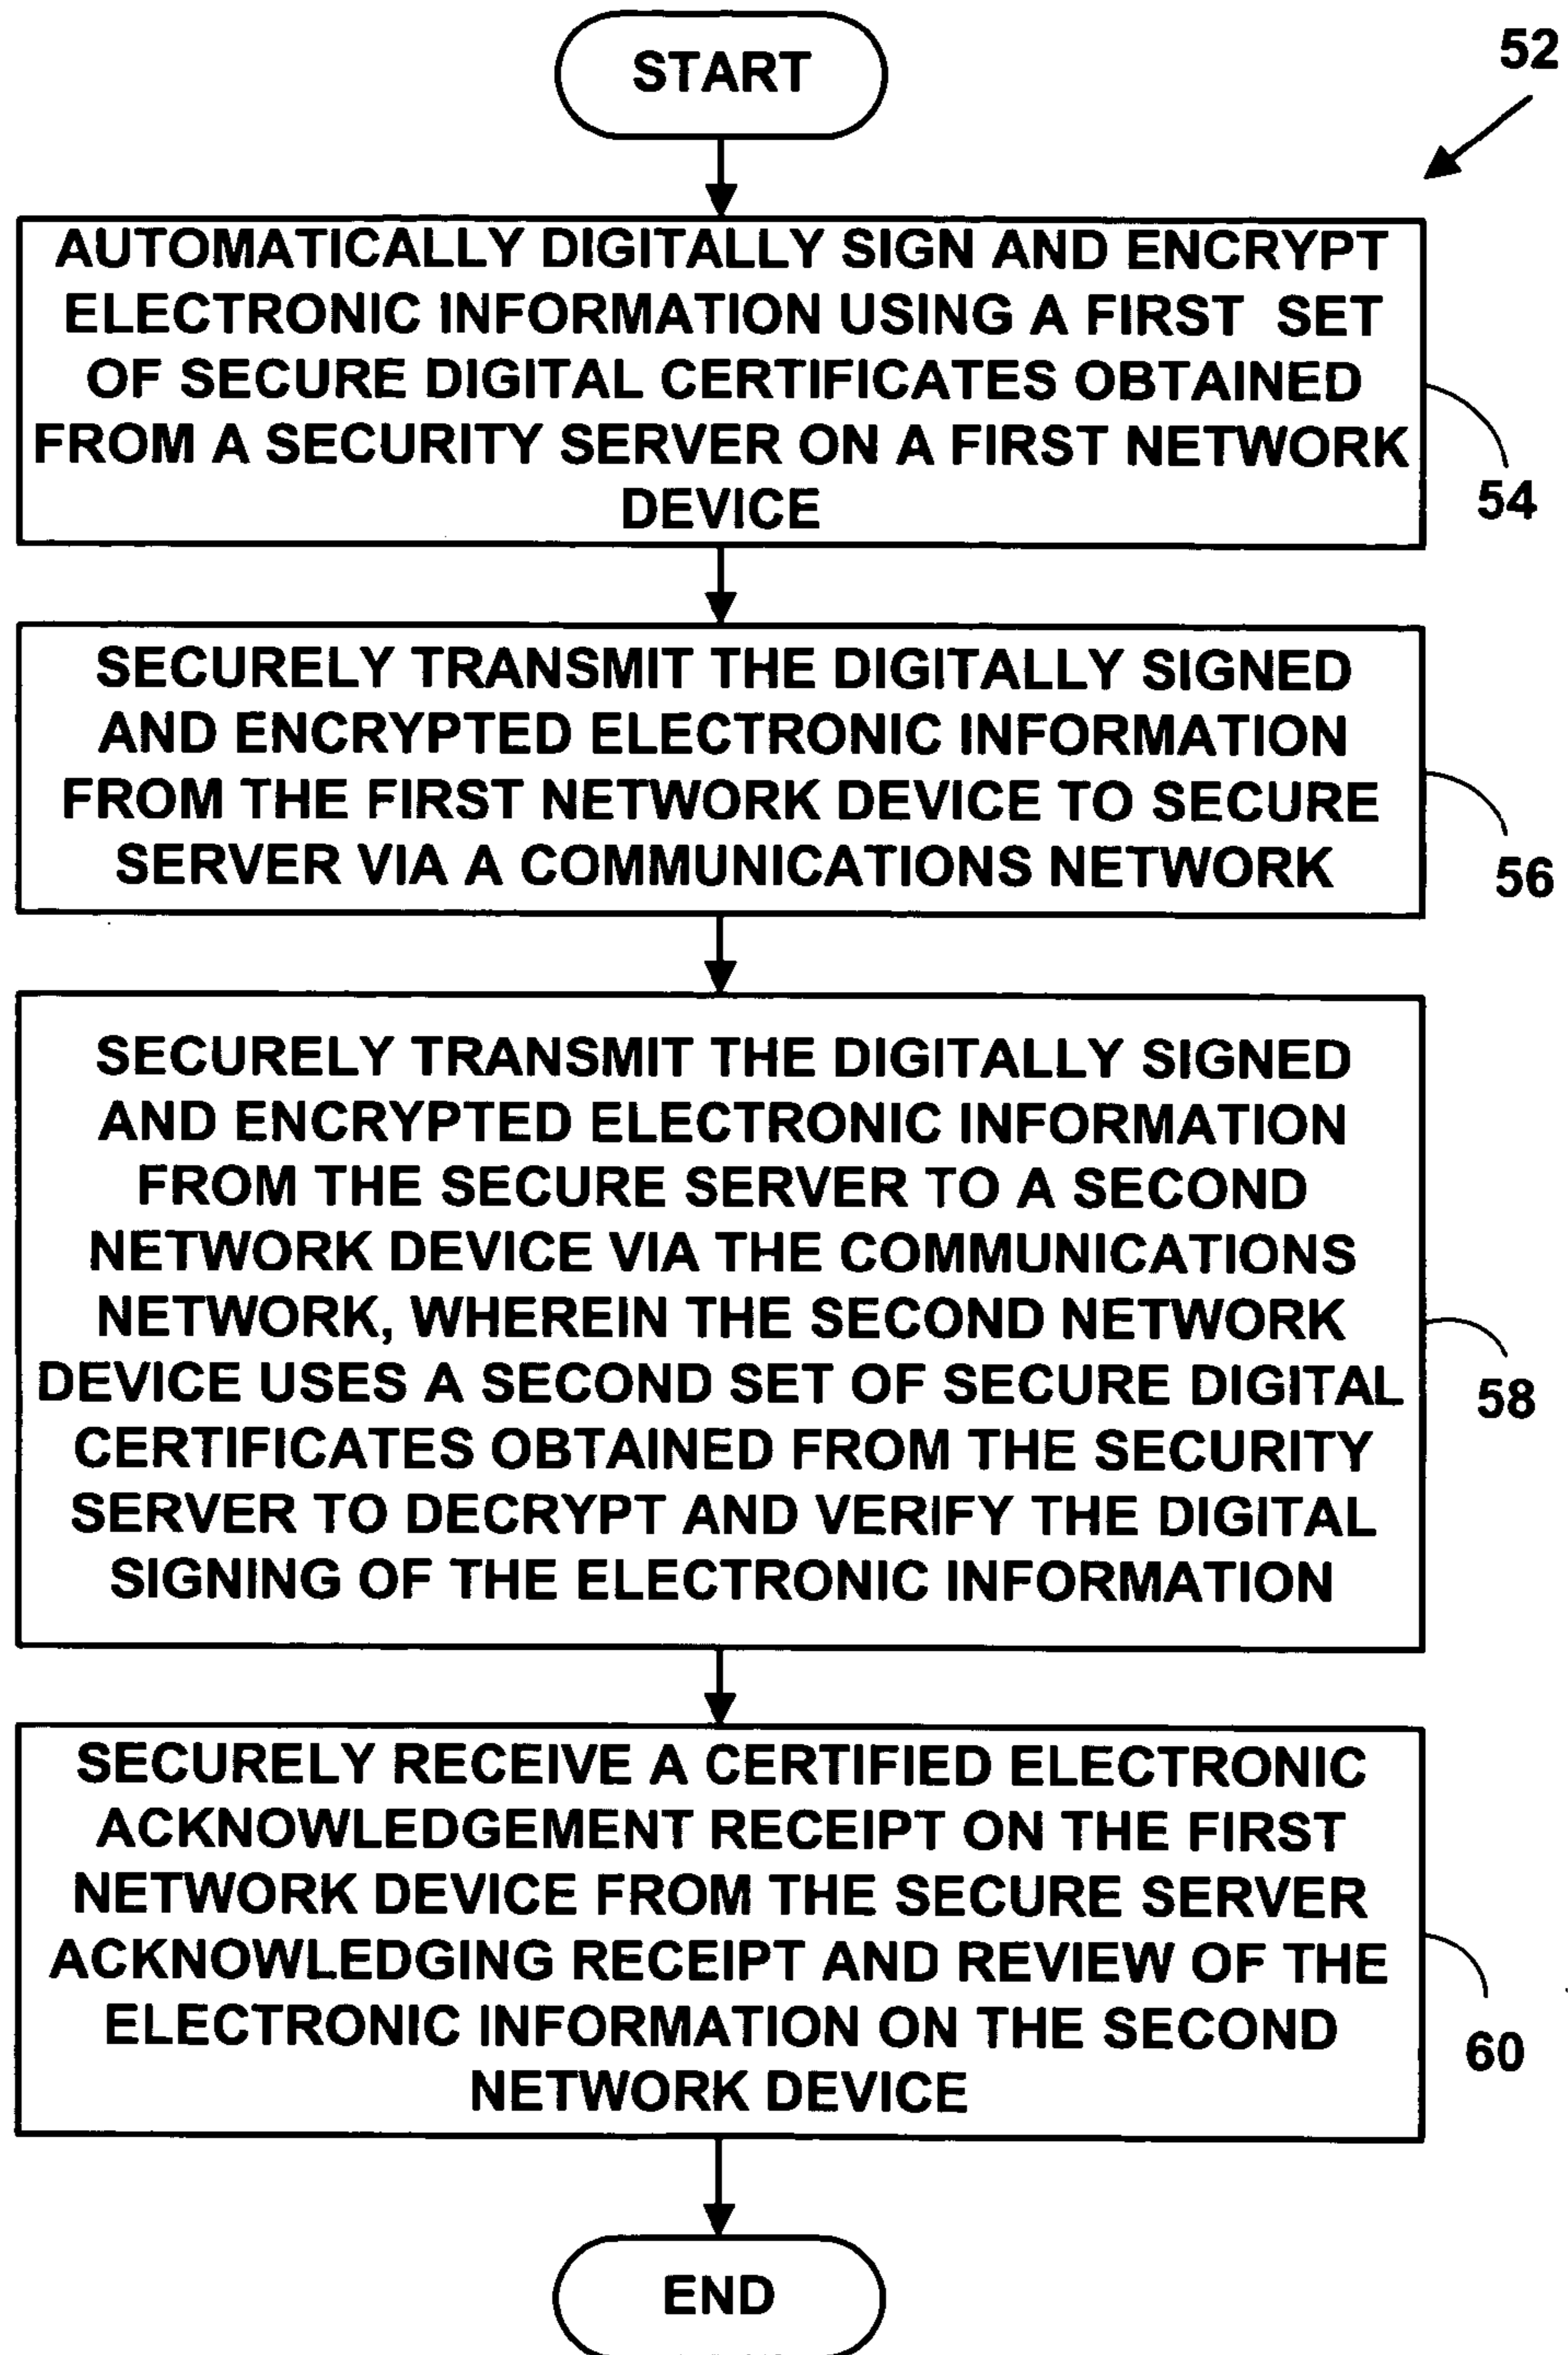 START
52
AUTOMATICALLY DIGITALLY SIGN AND ENCRYPT
ELECTRONIC INFORMATION USING A FIRST SET
OF SECURE DIGITAL CERTIFICATES OBTAINED
FROM A SECURITY SERVER ON A FIRST NETWORK
DEVICE
54
SECURELY TRANSMIT THE DIGITALLY SIGNED
AND ENCRYPTED ELECTRONIC INFORMATION
FROM THE FIRST NETWORK DEVICE TO SECURE
SERVER VIA A COMMUNICATIONS NETWORK
56
SECURELY TRANSMIT THE DIGITALLY SIGNED
AND ENCRYPTED ELECTRONIC INFORMATION
FROM THE SECURE SERVER TO A SECOND
NETWORK DEVICE VIA THE COMMUNICATIONS
NETWORK, WHEREIN THE SECOND NETWORK
DEVICE USES A SECOND SET OF SECURE DIGITAL
CERTIFICATES OBTAINED FROM THE SECURITY
SERVER TO DECRYPT AND VERIFY THE DIGITAL
SIGNING OF THE ELECTRONIC INFORMATION
58
SECURELY RECEIVE A CERTIFIED ELECTRONIC
ACKNOWLEDGEMENT RECEIPT ON THE FIRST
NETWORK DEVICE FROM THE SECURE SERVER
ACKNOWLEDGING RECEIPT AND REVIEW OF THE
ELECTRONIC INFORMATION ON THE SECOND
NETWORK DEVICE
60
END